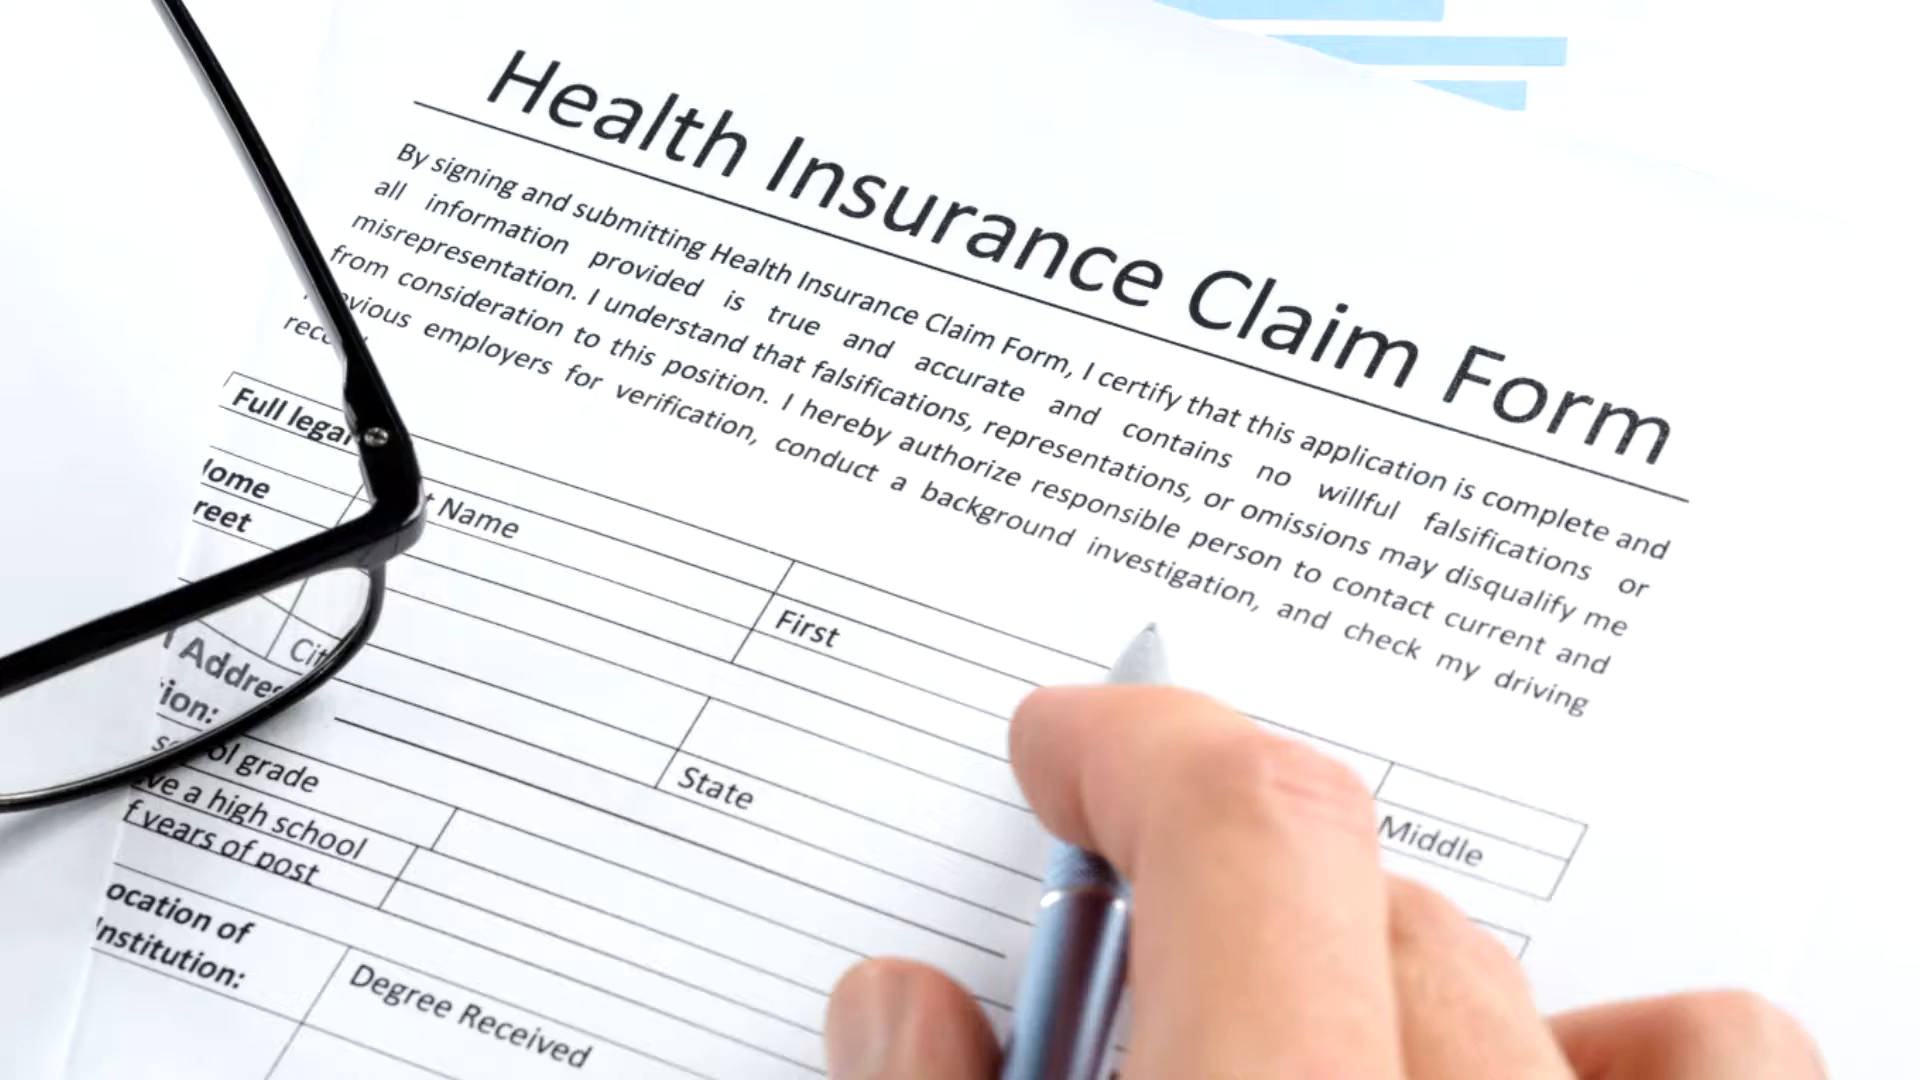 Health Insurance Claim Form
By signing and submitting Health Insurance Claim Form, I certify that this application is complete and
all information provided is true and accurate and contains no willful falsifications or
misrepresentation. I understand that falsifications, representations, or omissions may disqualify me
from consideration to this position. I hereby authorize responsible person to contact current and
employers for verification, conduct a background investigation, and check my driving
Full legal
Name
First
Middle
City
State
grade
a high school
years of post
Degree Received